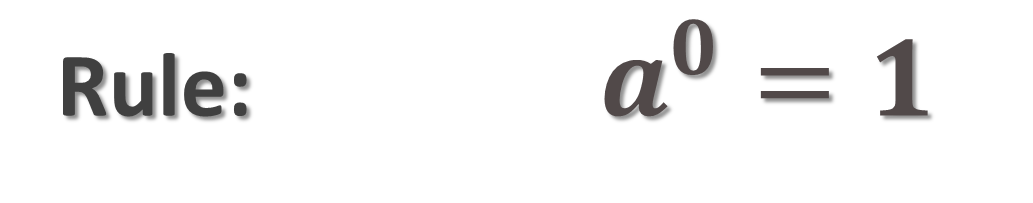 Rule: a⁰ = 1